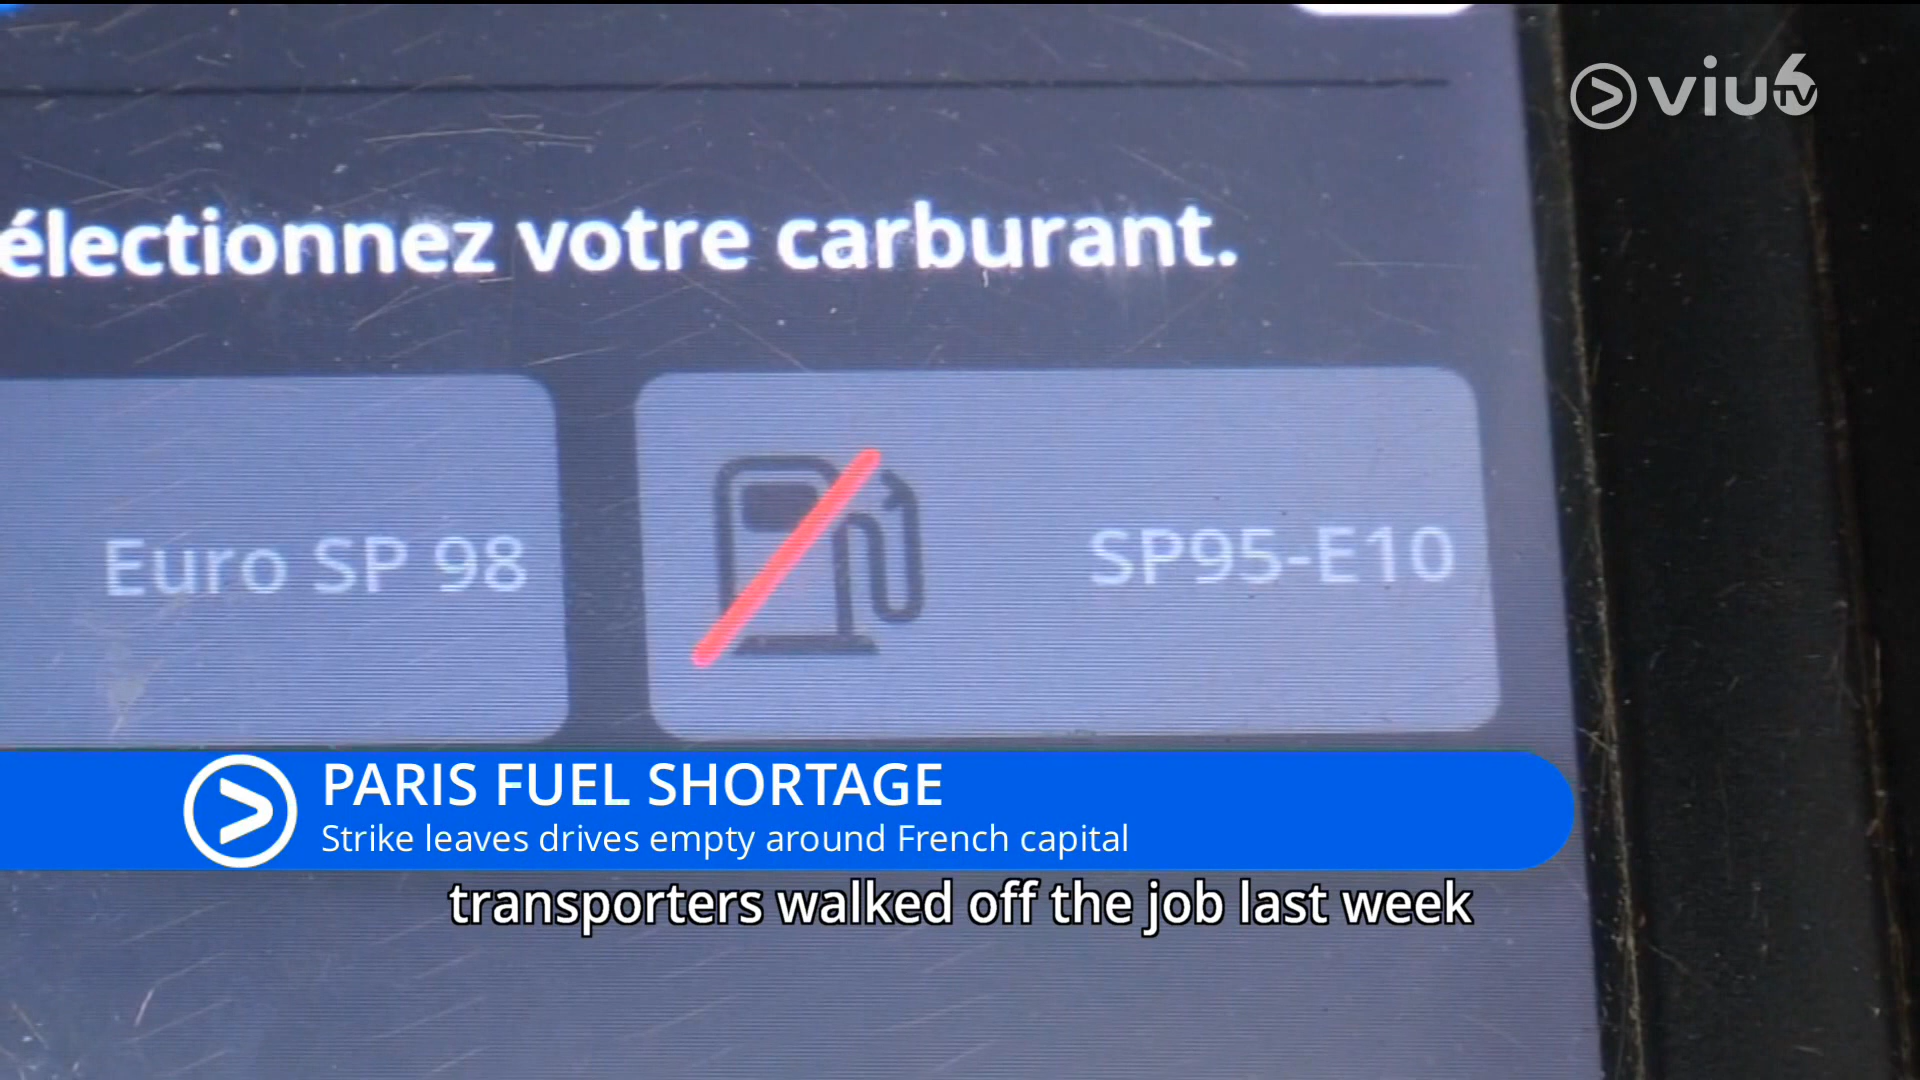 viu6
TV
électionnez votre carburant.
Euro SP 98
SP95-E10
PARIS FUEL SHORTAGE
Strike leaves drives empty around French capital
transporters walked off the job last week